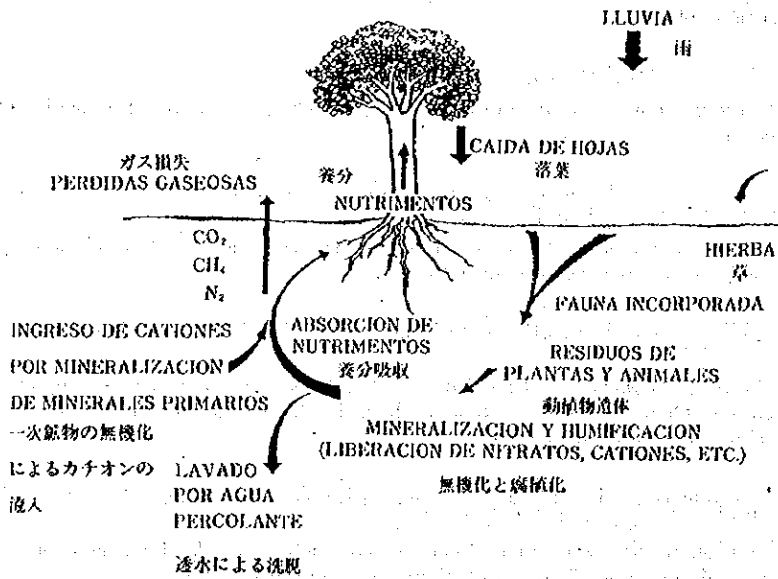 LLUVIA
雨
CAIDA DE HOJAS
落葉
ガス損失
PERDIDAS GASEOSAS
養分
NUTRIMENTOS
CO₂
CH₄
N₂
HIERBA
草
FAUNA INCORPORADA
INGRESO DE CATIONES
POR MINERALIZACION
DE MINERALES PRIMARIOS
一次鉱物の無機化
によるカチオンの
流入
ABSORCION DE
NUTRIMENTOS
養分吸収
RESIDUOS DE
PLANTAS Y ANIMALES
動植物遺体
MINERALIZACION Y HUMIFICACION
(LIBERACION DE NITRATOS, CATIONES, ETC.)
無機化と腐植化
LAVADO
POR AGUA
PERCOLANTE
透水による洗脱